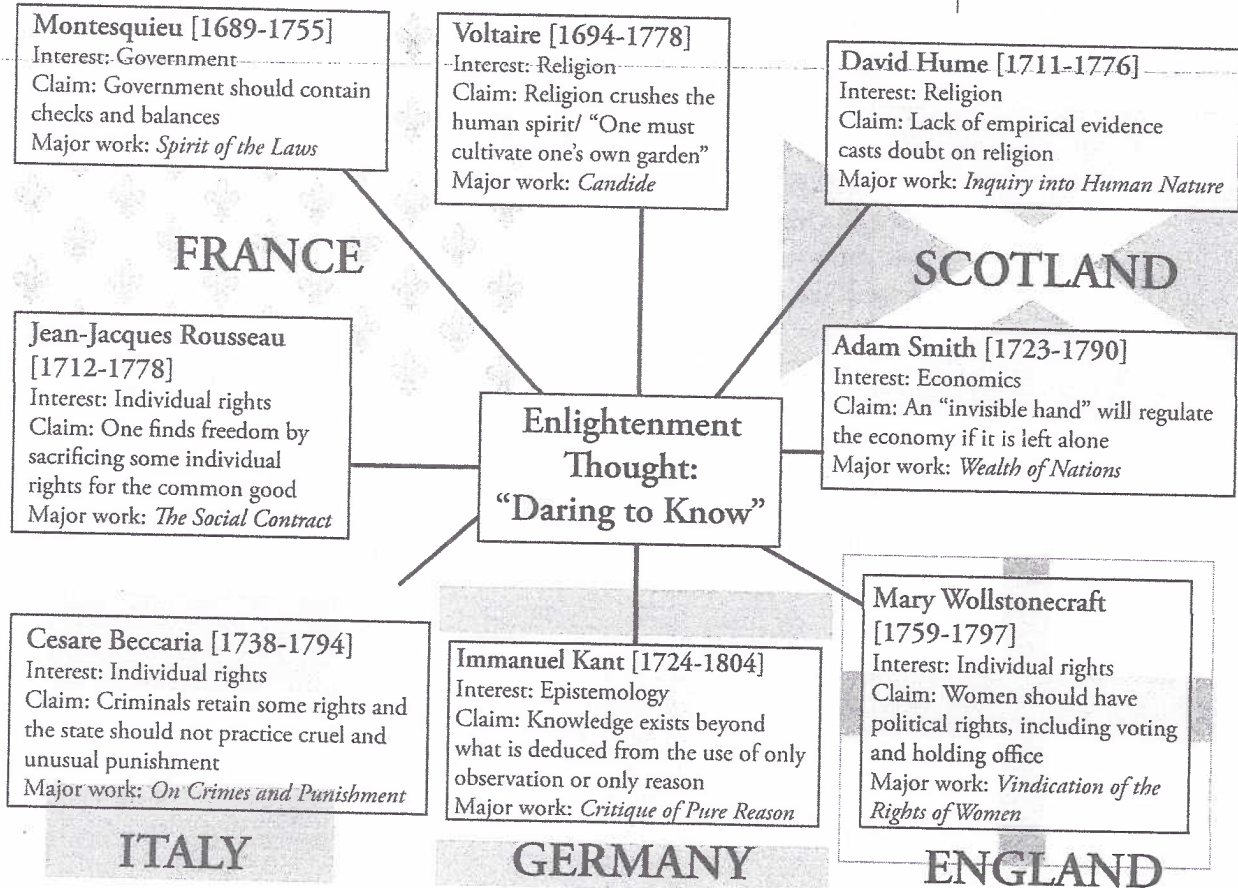 Montesquieu [1689-1755]
Interest: Government
Claim: Government should contain
checks and balances
Major work: Spirit of the Laws
Voltaire [1694-1778]
Interest: Religion
Claim: Religion crushes the
human spirit/ “One must
cultivate one’s own garden”
Major work: Candide
David Hume [1711-1776]
Interest: Religion
Claim: Lack of empirical evidence
casts doubt on religion
Major work: Inquiry into Human Nature
FRANCE
SCOTLAND
Jean-Jacques Rousseau
[1712-1778]
Interest: Individual rights
Claim: One finds freedom by
sacrificing some individual
rights for the common good
Major work: The Social Contract
Enlightenment
Thought:
“Daring to Know”
Adam Smith [1723-1790]
Interest: Economics
Claim: An “invisible hand” will regulate
the economy if it is left alone
Major work: Wealth of Nations
Cesare Beccaria [1738-1794]
Interest: Individual rights
Claim: Criminals retain some rights and
the state should not practice cruel and
unusual punishment
Major work: On Crimes and Punishment
ITALY
Immanuel Kant [1724-1804]
Interest: Epistemology
Claim: Knowledge exists beyond
what is deduced from the use of only
observation or only reason
Major work: Critique of Pure Reason
GERMANY
Mary Wollstonecraft
[1759-1797]
Interest: Individual rights
Claim: Women should have
political rights, including voting
and holding office
Major work: Vindication of the
Rights of Women
ENGLAND